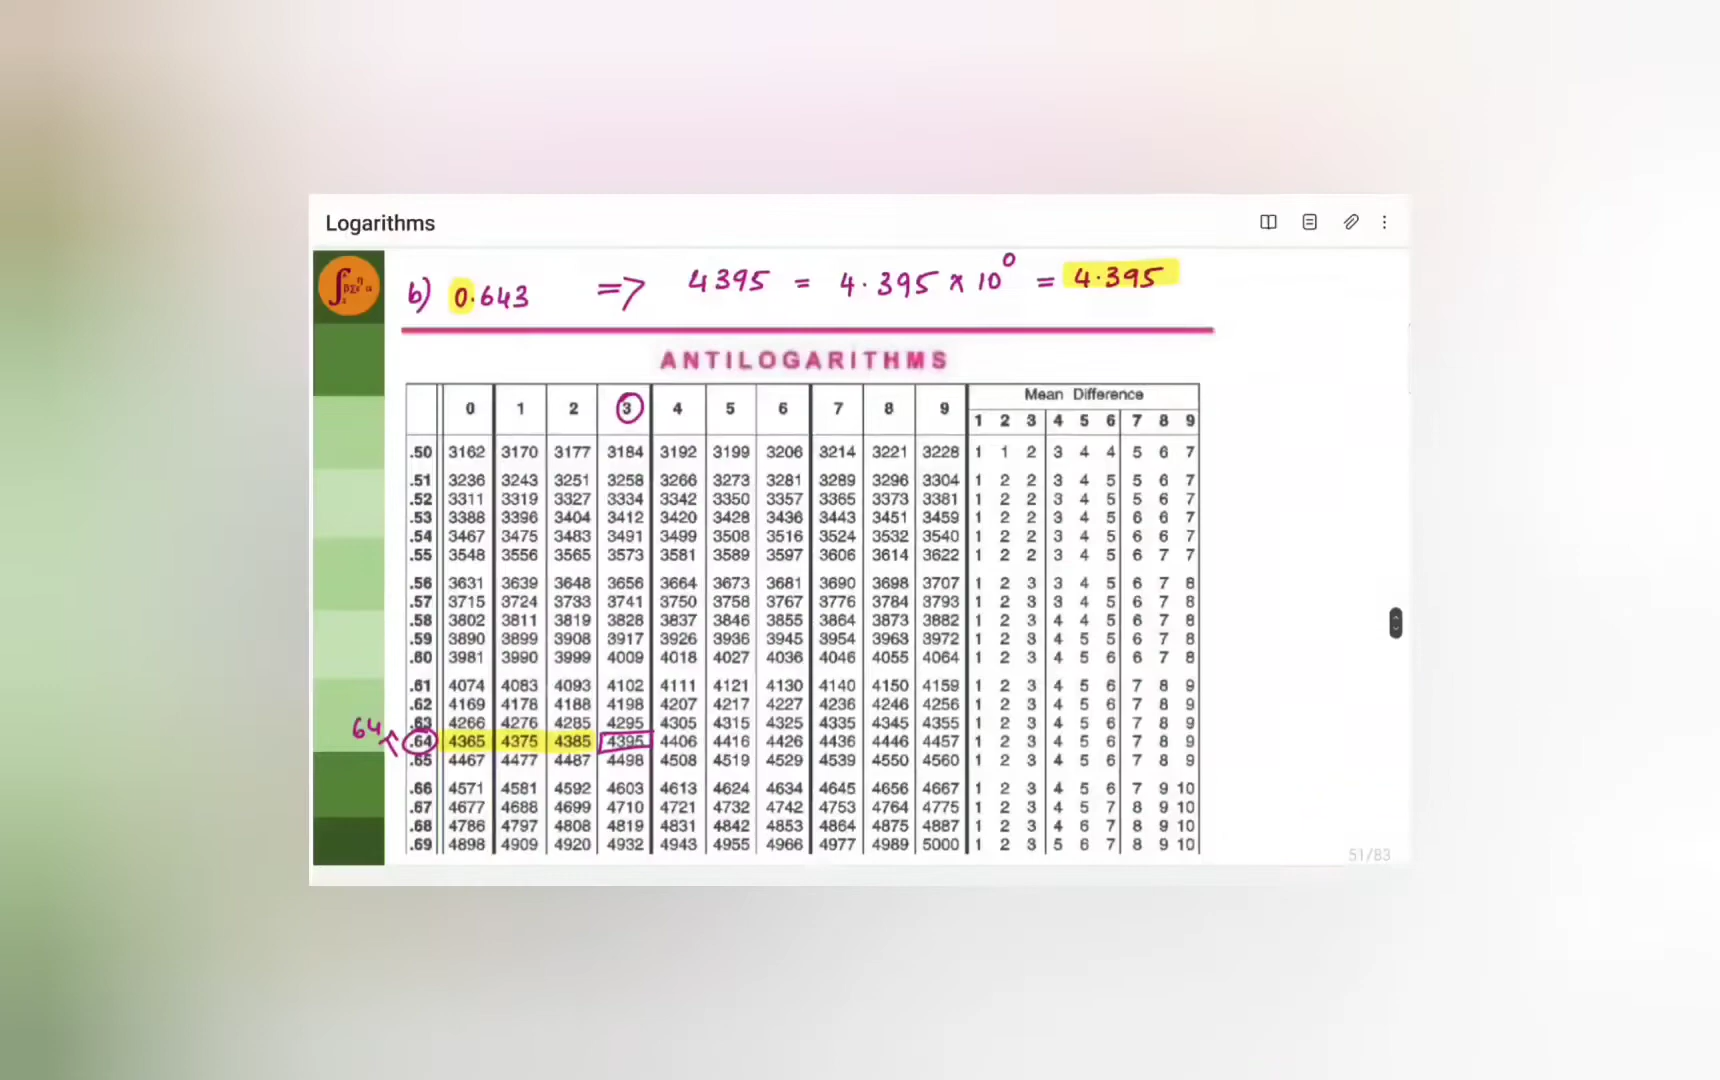 Logarithms
b) 0.643 => 4395 = 4.395 x 10⁰ = 4.395
ANTILOGARITHMS
0 1 2 3 4 5 6 7 8 9 Mean Difference
1 2 3 4 5 6 7 8 9
.50 3162 3170 3177 3184 3192 3199 3206 3214 3221 3228 1 1 2 3 4 4 5 6 7
.51 3236 3243 3251 3258 3266 3273 3281 3289 3296 3304 1 2 2 3 4 5 5 6 7
.52 3311 3319 3327 3334 3342 3350 3357 3365 3373 3381 1 2 2 3 4 5 5 6 7
.53 3388 3396 3404 3412 3420 3428 3436 3443 3451 3459 1 2 2 3 4 5 6 6 7
.54 3467 3475 3483 3491 3499 3508 3516 3524 3532 3540 1 2 2 3 4 5 6 6 7
.55 3548 3556 3565 3573 3581 3589 3597 3606 3614 3622 1 2 2 3 4 5 6 7 7
.56 3631 3639 3648 3656 3664 3673 3681 3690 3698 3707 1 2 3 3 4 5 6 7 8
.57 3715 3724 3733 3741 3750 3758 3767 3776 3784 3793 1 2 3 3 4 5 6 7 8
.58 3802 3811 3819 3828 3837 3846 3855 3864 3873 3882 1 2 3 4 4 5 6 7 8
.59 3890 3899 3908 3917 3926 3936 3945 3954 3963 3972 1 2 3 4 5 5 6 7 8
.60 3981 3990 3999 4009 4018 4027 4036 4046 4055 4064 1 2 3 4 5 6 6 7 8
.61 4074 4083 4093 4102 4111 4121 4130 4140 4150 4159 1 2 3 4 5 6 7 8 9
.62 4169 4178 4188 4198 4207 4217 4227 4236 4246 4256 1 2 3 4 5 6 7 8 9
.63 4266 4276 4285 4295 4305 4315 4325 4335 4345 4355 1 2 3 4 5 6 7 8 9
64 .64 4365 4375 4385 4395 4406 4416 4426 4436 4446 4457 1 2 3 4 5 6 7 8 9
.65 4467 4477 4487 4498 4508 4519 4529 4539 4550 4560 1 2 3 4 5 6 7 8 9
.66 4571 4581 4592 4603 4613 4624 4634 4645 4656 4667 1 2 3 4 5 6 7 9 10
.67 4677 4688 4699 4710 4721 4732 4742 4753 4764 4775 1 2 3 4 5 7 8 9 10
.68 4786 4797 4808 4819 4831 4842 4853 4864 4875 4887 1 2 3 4 6 7 8 9 10
.69 4898 4909 4920 4932 4943 4955 4966 4977 4989 5000 1 2 3 5 6 7 8 9 10
51/83